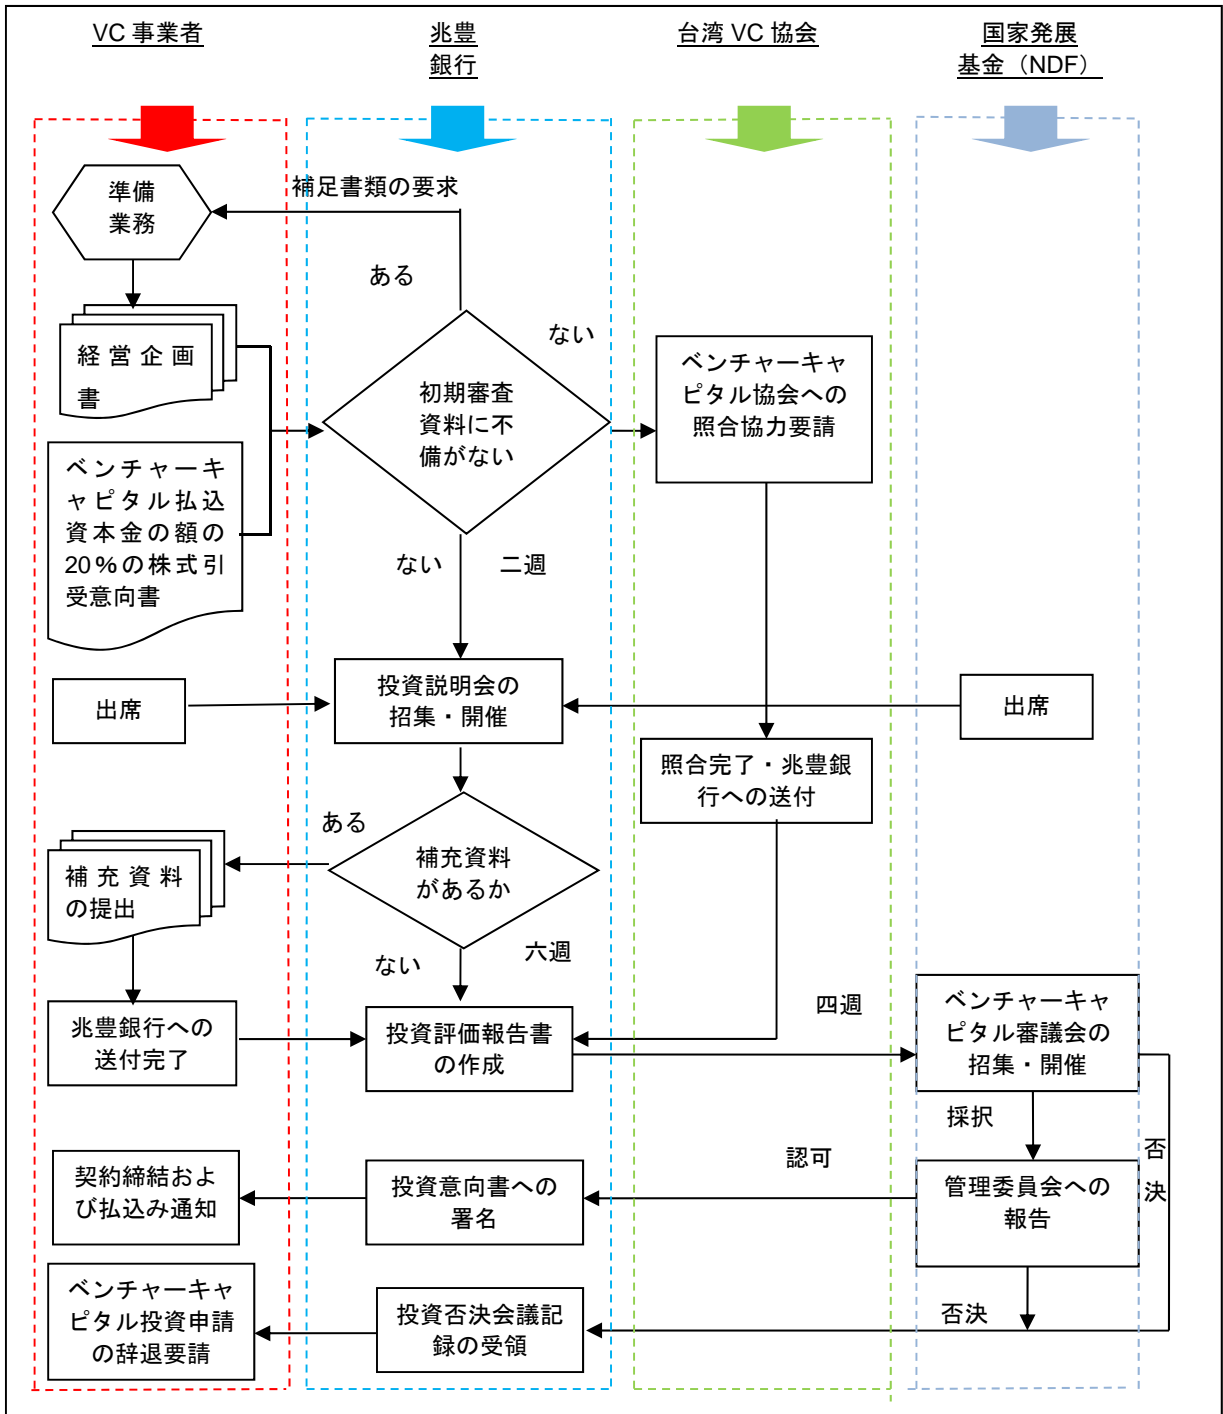 VC 事業者
兆豊
銀行
台湾 VC 協会
国家発展
基金（NDF）
準備
業務
補足書類の要求
ある
ない
経営企画
書
初期審査
資料に不
備がない
ベンチャーキャ
ピタル協会への
照合協力要請
ベンチャーキ
ャピタル払込
資本金の額の
20％の株式引
受意向書
ない
二週
出席
投資説明会の
招集・開催
出席
照合完了・兆豊銀
行への送付
ある
補充資料
の提出
補充資料
があるか
ない
六週
四週
兆豊銀行への
送付完了
投資評価報告書
の作成
ベンチャーキャ
ピタル審議会の
招集・開催
採択
否
決
認可
契約締結およ
び払込み通知
投資意向書への
署名
管理委員会への
報告
ベンチャーキャ
ピタル投資申請
の辞退要請
投資否決会議記
録の受領
否決